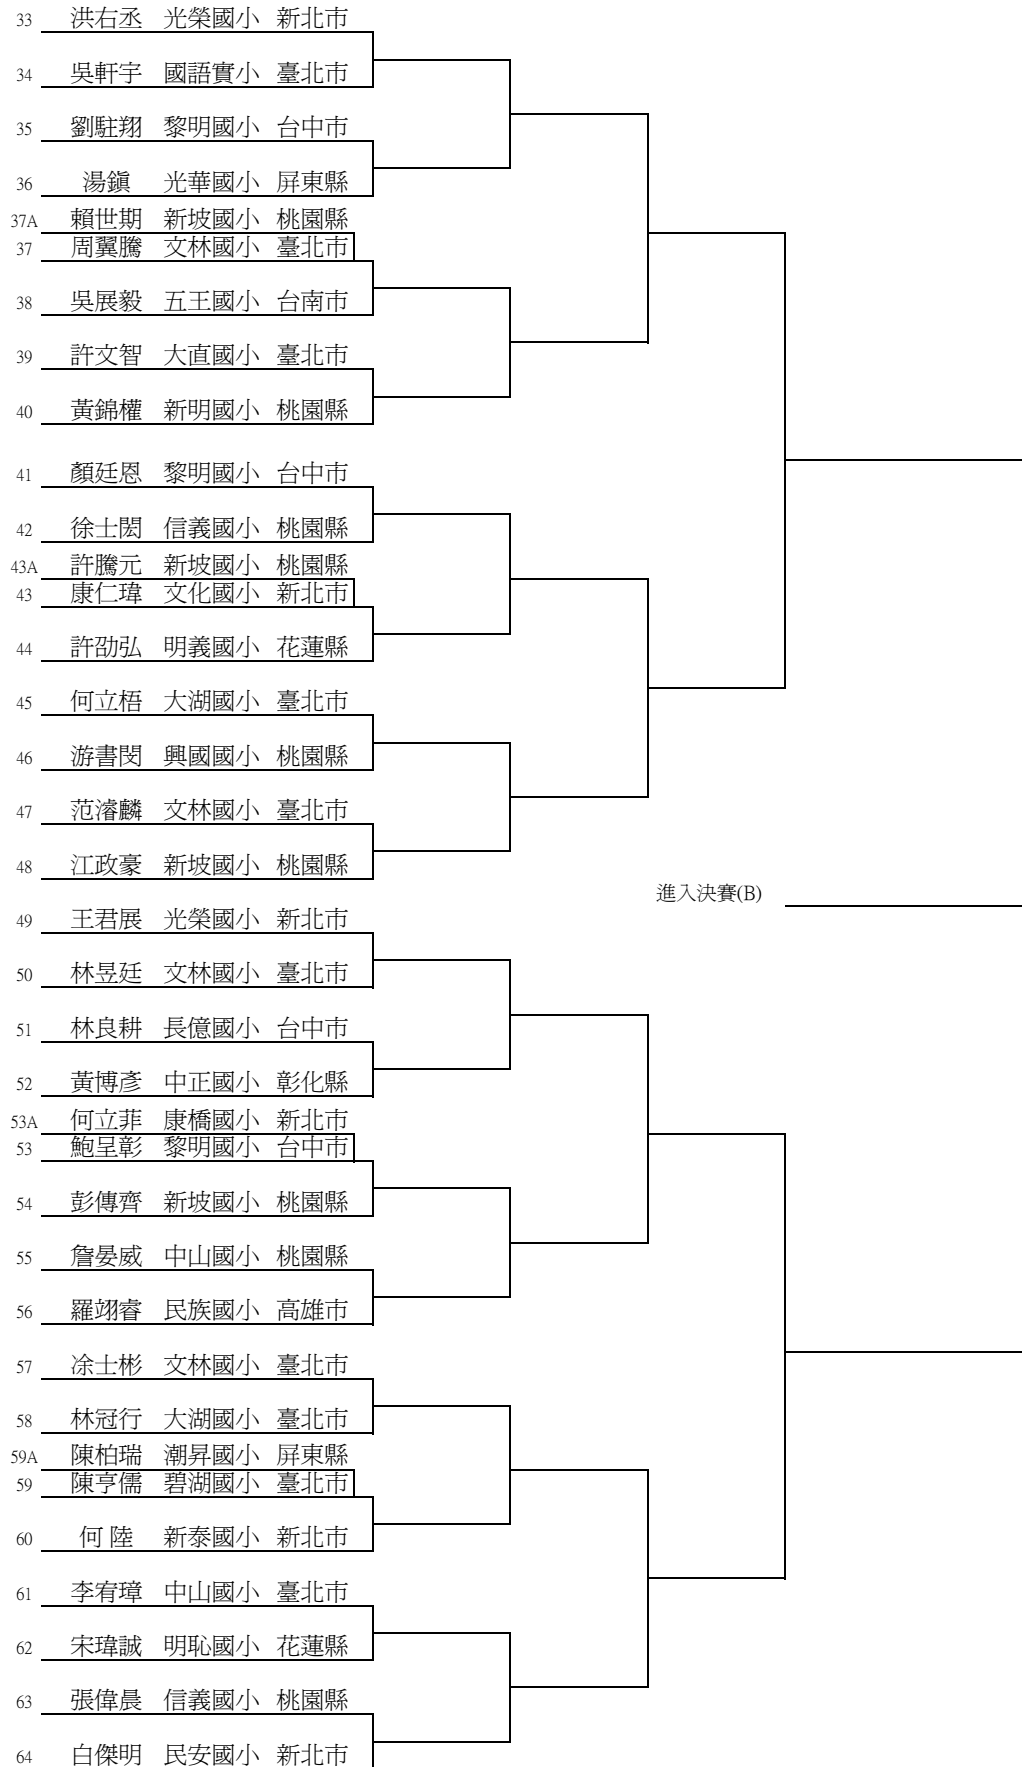 33 洪右丞 光榮國小 新北市
34 吳軒宇 國語實小 臺北市
35 劉駐翔 黎明國小 台中市
36 湯鎭 光華國小 屏東縣
37A 賴世期 新坡國小 桃園縣
37 周翼騰 文林國小 臺北市
38 吳展毅 五王國小 台南市
39 許文智 大直國小 臺北市
40 黃錦權 新明國小 桃園縣
41 顏廷恩 黎明國小 台中市
42 徐士閎 信義國小 桃園縣
43A 許騰元 新坡國小 桃園縣
43 康仁瑋 文化國小 新北市
44 許劭弘 明義國小 花蓮縣
45 何立梧 大湖國小 臺北市
46 游書閔 興國國小 桃園縣
47 范濬麟 文林國小 臺北市
48 江政豪 新坡國小 桃園縣
進入決賽(B)
49 王君展 光榮國小 新北市
50 林昱廷 文林國小 臺北市
51 林良耕 長億國小 台中市
52 黃博彥 中正國小 彰化縣
53A 何立菲 康橋國小 新北市
53 鮑呈彰 黎明國小 台中市
54 彭傳齊 新坡國小 桃園縣
55 詹晏威 中山國小 桃園縣
56 羅翊睿 民族國小 高雄市
57 凃士彬 文林國小 臺北市
58 林冠行 大湖國小 臺北市
59A 陳柏瑞 潮昇國小 屏東縣
59 陳亨儒 碧湖國小 臺北市
60 何 陸 新泰國小 新北市
61 李宥璋 中山國小 臺北市
62 宋瑋誠 明恥國小 花蓮縣
63 張偉晨 信義國小 桃園縣
64 白傑明 民安國小 新北市